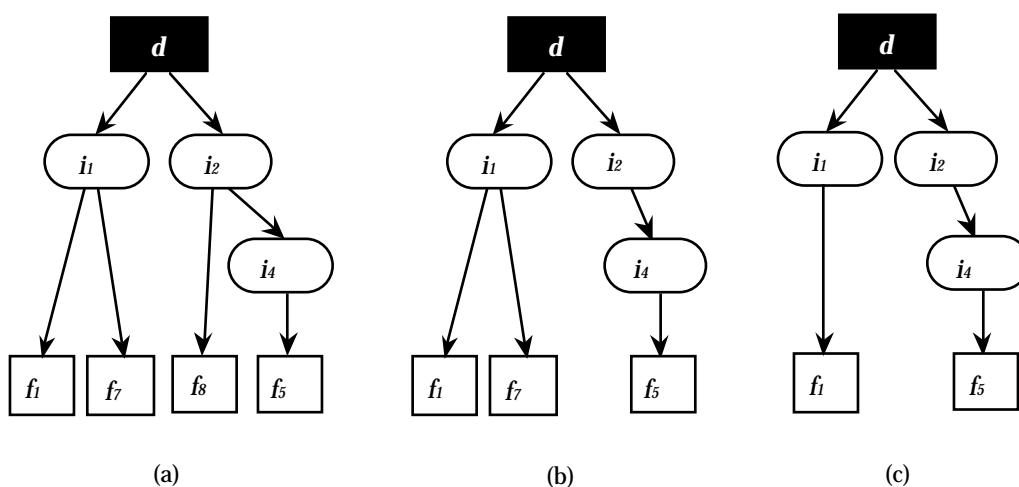 d d d
i1 i2 i1 i2 i1 i2
i4 i4 i4
f1 f7 f8 f5 f1 f7 f5 f1 f5
(a) (b) (c)